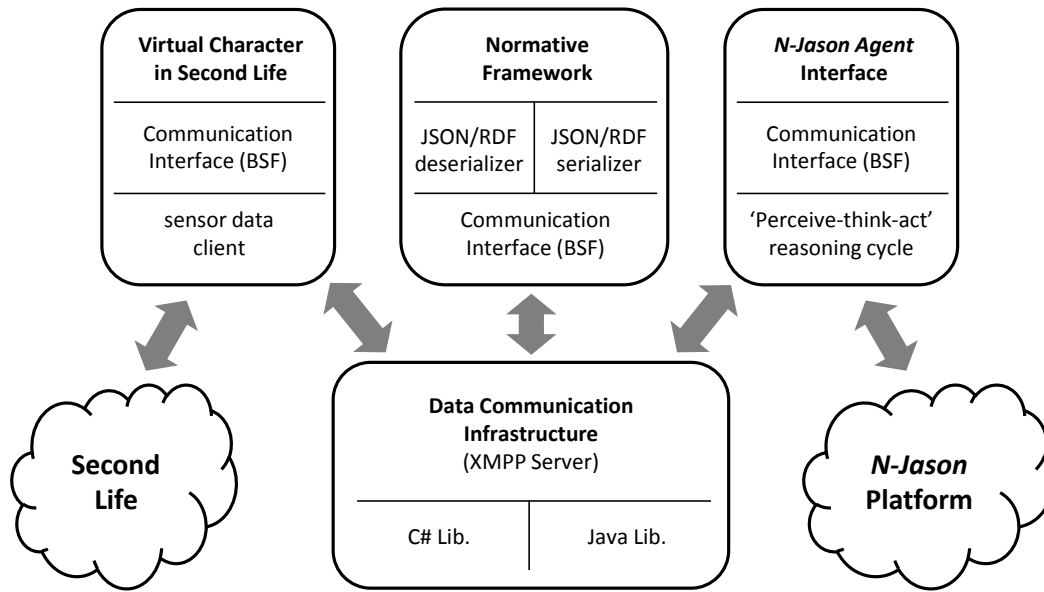 Virtual Character
in Second Life
Communication
Interface (BSF)
sensor data
client
Normative
Framework
JSON/RDF
deserializer
JSON/RDF
serializer
Communication
Interface (BSF)
N-Jason Agent
Interface
Communication
Interface (BSF)
‘Perceive-think-act’
reasoning cycle
Second
Life
Data Communication
Infrastructure
(XMPP Server)
C# Lib.
Java Lib.
N-Jason
Platform